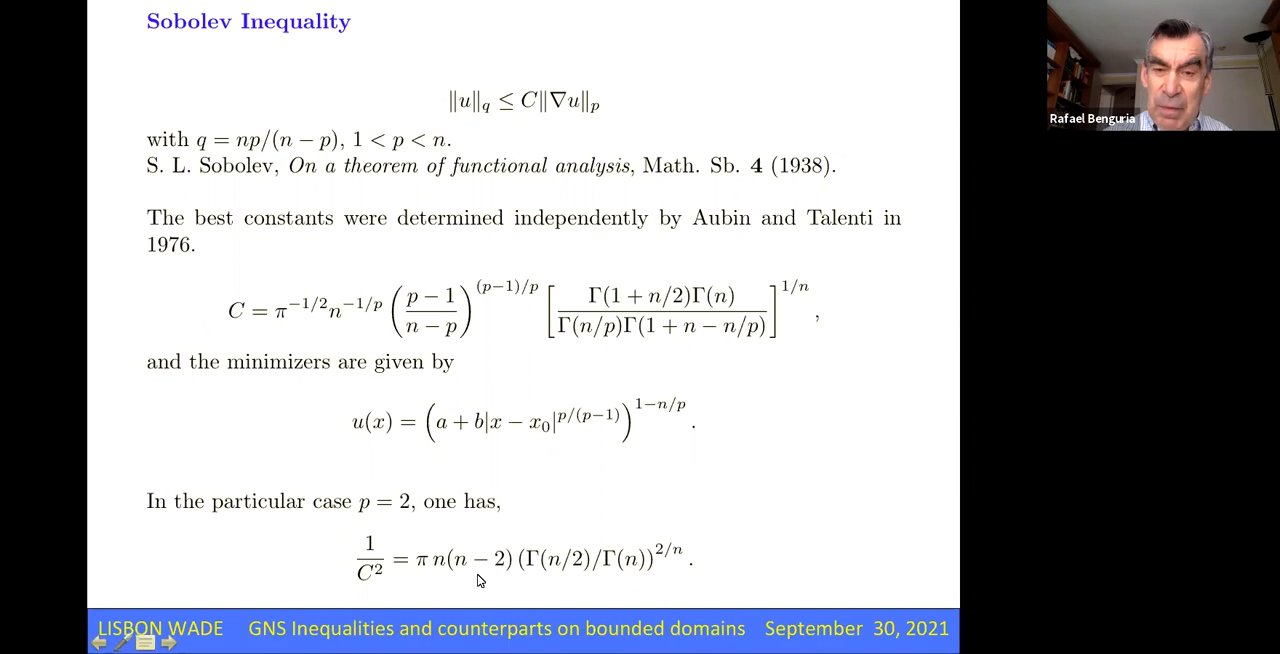 Sobolev Inequality
‖u‖_q ≤ C‖∇u‖_p
with q = np/(n − p), 1 < p < n.
S. L. Sobolev, On a theorem of functional analysis, Math. Sb. 4 (1938).
The best constants were determined independently by Aubin and Talenti in
1976.
C = π^{−1/2} n^{−1/p} ((p − 1)/(n − p))^{(p−1)/p} [Γ(1 + n/2)Γ(n) / Γ(n/p)Γ(1 + n − n/p)]^{1/n} ,
and the minimizers are given by
u(x) = (a + b|x − x_0|^{p/(p−1)})^{1−n/p} .
In the particular case p = 2, one has,
1/C^2 = π n(n − 2) (Γ(n/2)/Γ(n))^{2/n} .
LISBON WADE GNS Inequalities and counterparts on bounded domains September 30, 2021
Rafael Benguria